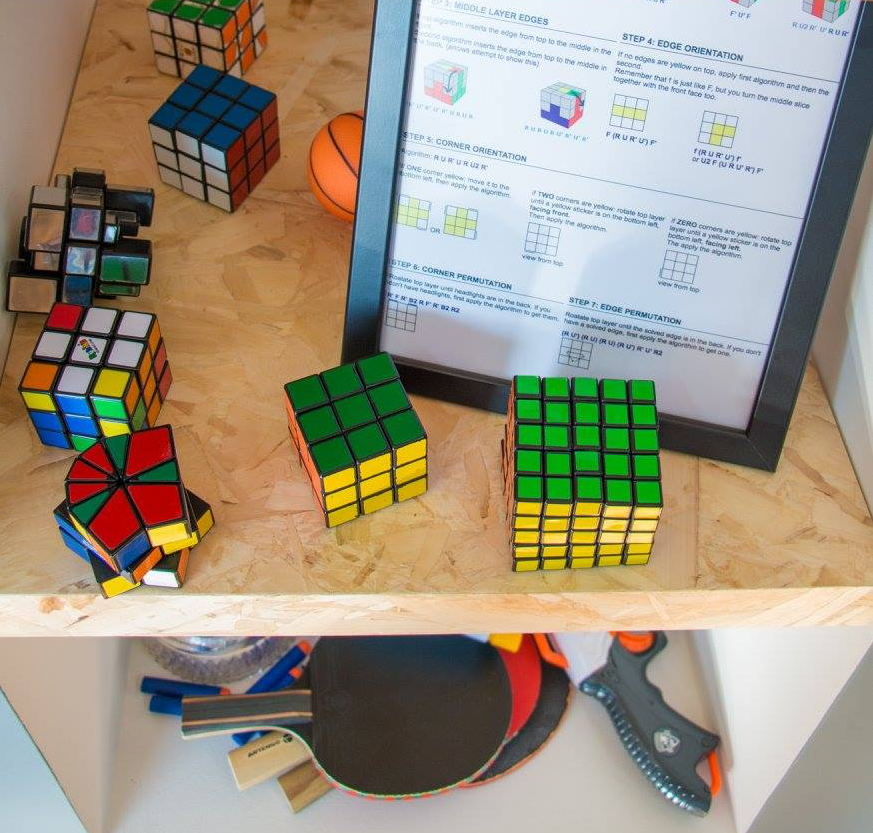 F' U' F
R U2 R' U' R U' R'
STEP 3: MIDDLE LAYER EDGES
algorithm inserts the edge from top to the middle in the
second algorithm inserts the edge from top to the middle in
back. (arrows attempt to show this)
STEP 4: EDGE ORIENTATION
If no edges are yellow on top, apply first algorithm and then the
second.
Remember that f is just like F, but you turn the middle slice
together with the front face too.
F (R U R' U') F'
f (R U R' U') f'
or U2 F (U R U' R') F'
STEP 5: CORNER ORIENTATION
algorithm: R U R' U R U2 R'
If ONE corner yellow: move it to the
bottom left, then apply the algorithm.
OR
If TWO corners are yellow: rotate top layer
until a yellow sticker is on the bottom left,
facing front.
Then apply the algorithm.
view from top
If ZERO corners are yellow: rotate top
layer until a yellow sticker is on the
bottom left, facing left.
The apply the algorithm.
view from top
STEP 6: CORNER PERMUTATION
Roatate top layer until headlights are in the back. If you
don't have headlights, first apply the algorithm to get them.
R' F R' B2 R F' R' B2 R2
STEP 7: EDGE PERMUTATION
Roatate top layer until the solved edge is in the back. If you don't
have a solved edge, first apply the algorithm to get one.
(R U') (R U) (R U) (R U') R' U' R2
ARTENGO